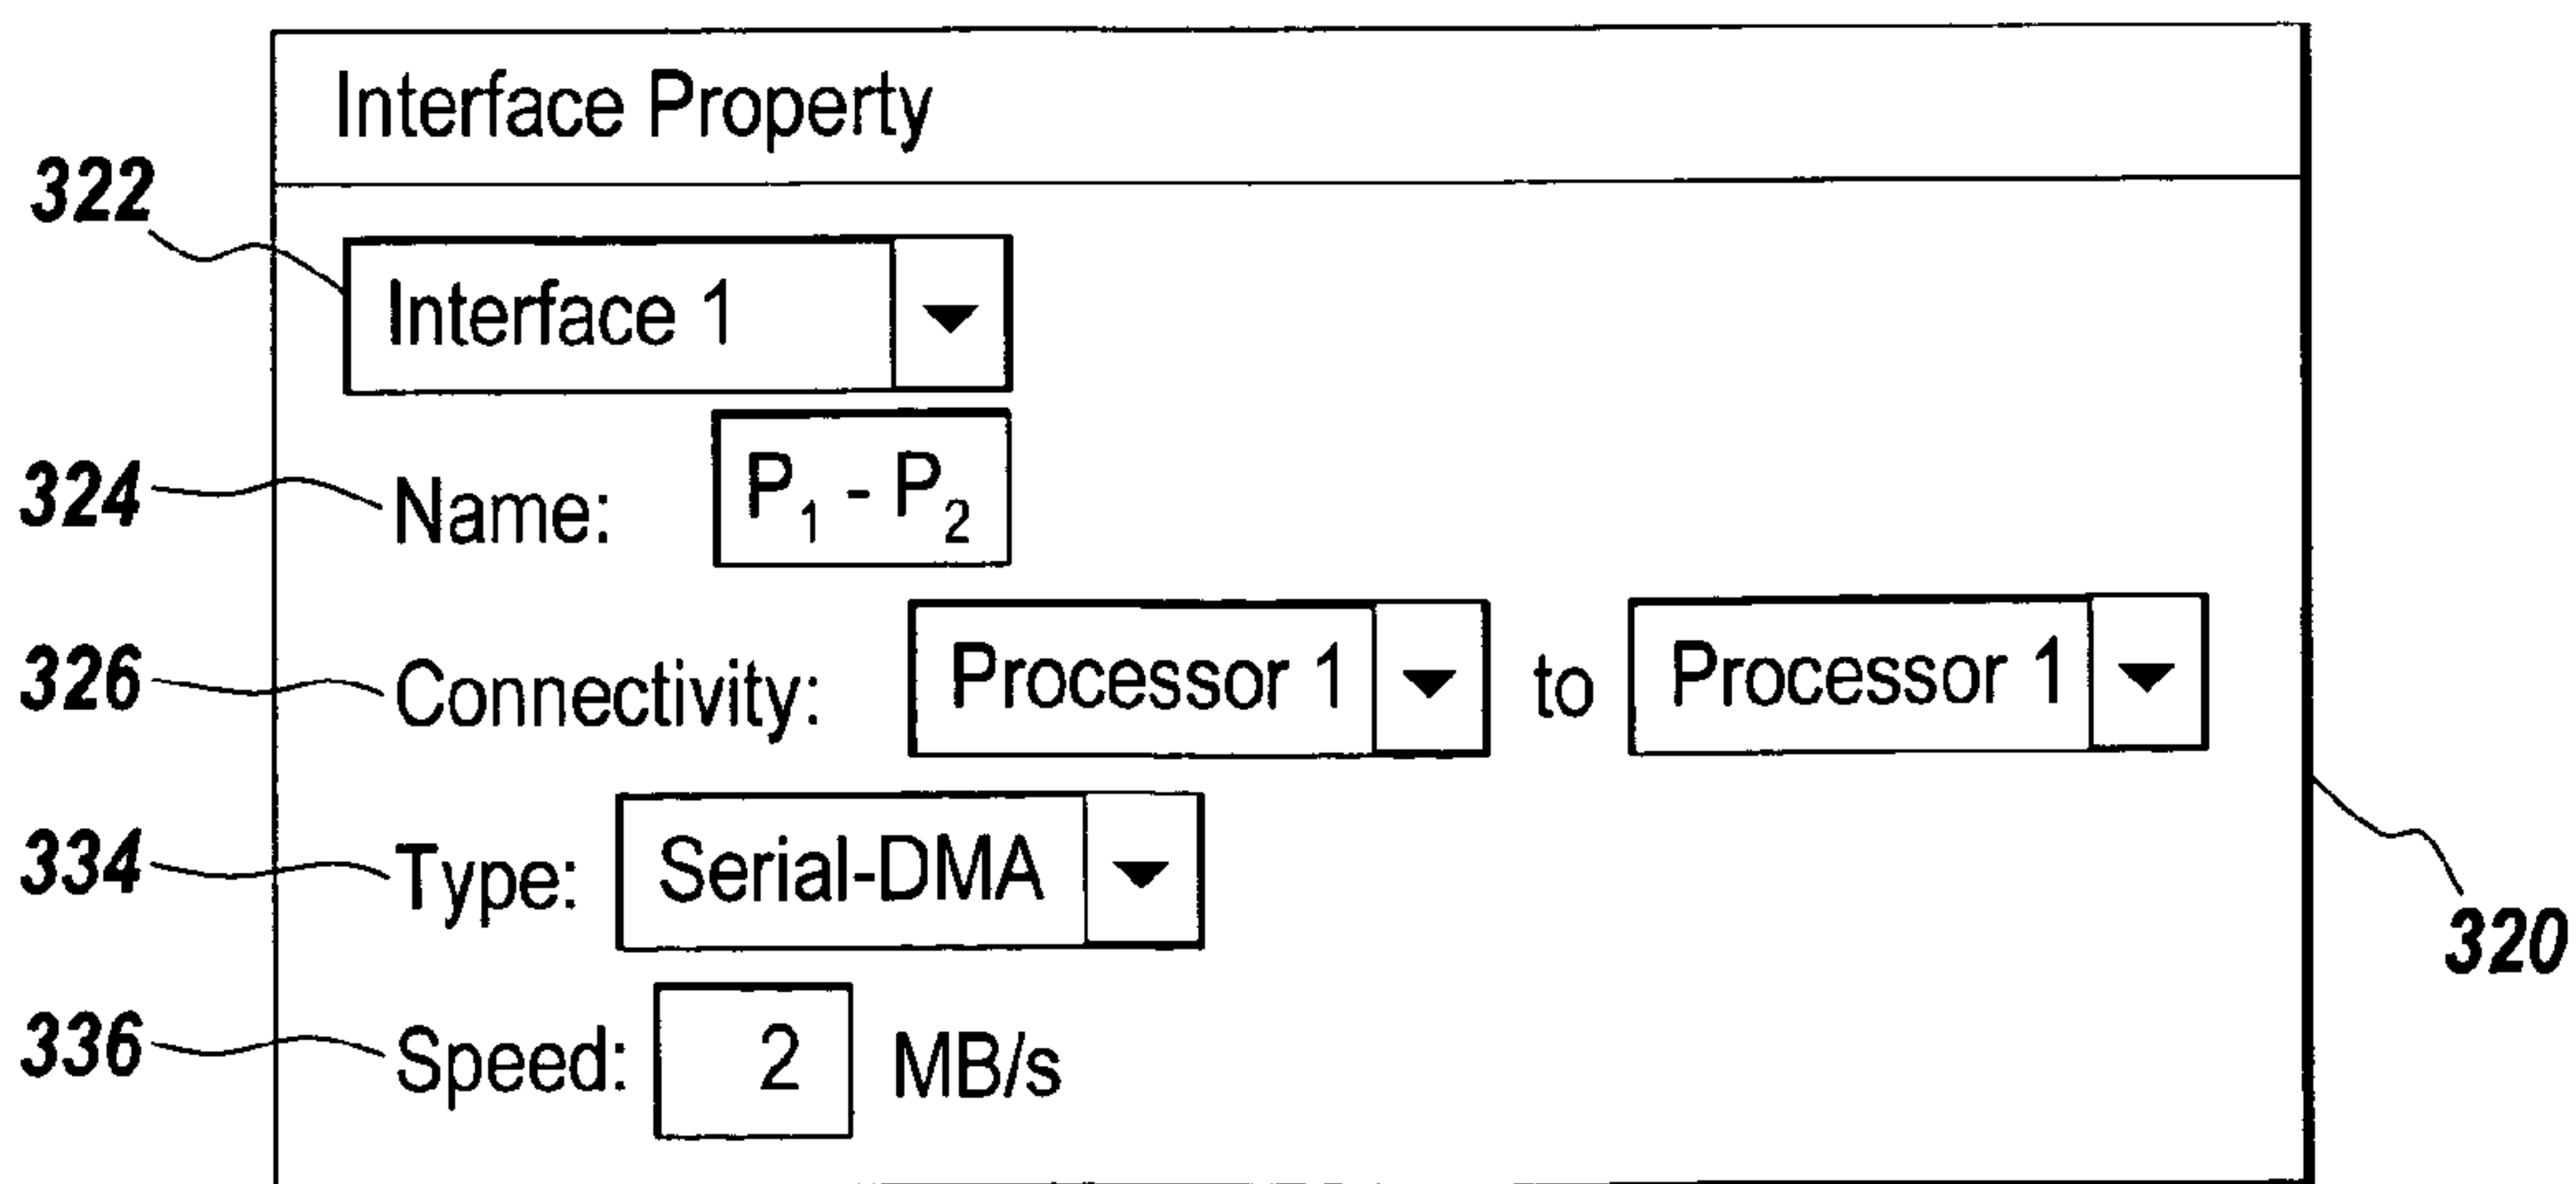 Interface Property
322
Interface 1
324 Name: P₁ - P₂
326 Connectivity: Processor 1 to Processor 1
334 Type: Serial-DMA
320
336 Speed: 2 MB/s